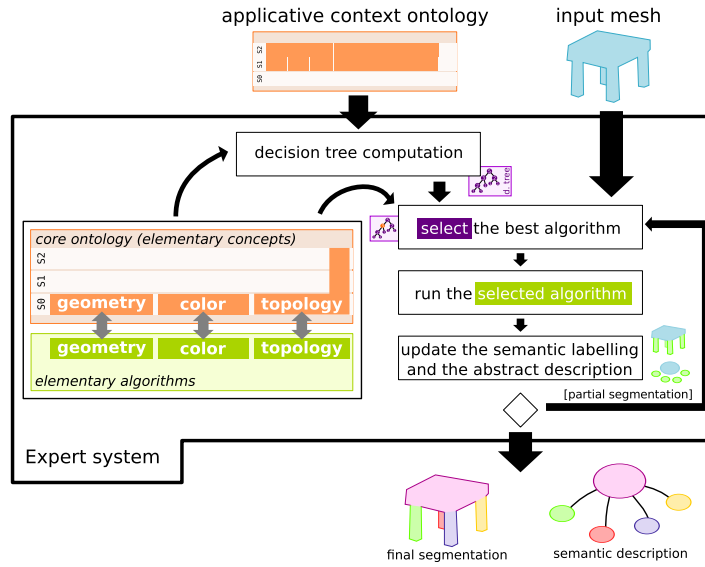 applicative context ontology
input mesh
S2
S1
S0
decision tree computation
d. tree
select the best algorithm
core ontology (elementary concepts)
S2
S1
S0
geometry color topology
run the selected algorithm
geometry color topology
elementary algorithms
update the semantic labelling
and the abstract description
[partial segmentation]
Expert system
final segmentation
semantic description